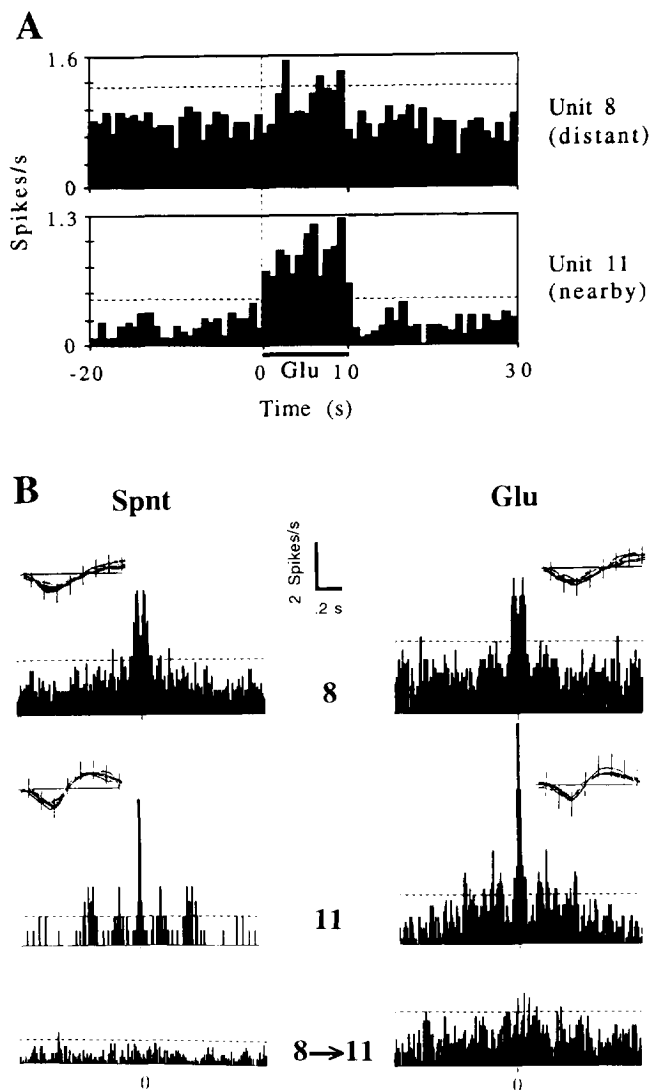 A
1.6
Spikes/s
0
Unit 8
(distant)
1.3
0
Unit 11
(nearby)
-20
0
10
30
Glu
Time (s)
B
Spnt
Glu
2 Spikes/s
.2 s
8
11
8→11
0
0